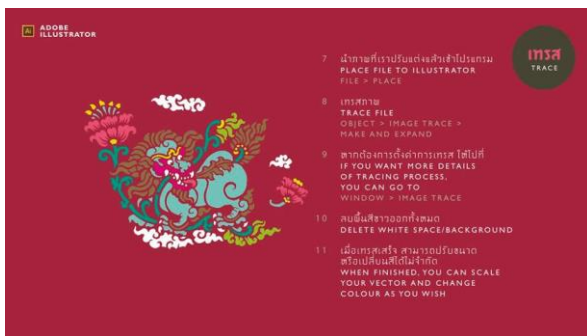 Ai
ADOBE
ILLUSTRATOR
เทรส
TRACE
7 นำภาพที่เราปรับแต่งแล้วเข้าโปรแกรม
PLACE FILE TO ILLUSTRATOR
FILE > PLACE
8 เทรสภาพ
TRACE FILE
OBJECT > IMAGE TRACE >
MAKE AND EXPAND
9 หากต้องการตั้งค่าการเทรส ให้ไปที่
IF YOU WANT MORE DETAILS
OF TRACING PROCESS,
YOU CAN GO TO
WINDOW > IMAGE TRACE
10 ลบพื้นสีขาวออกทั้งหมด
DELETE WHITE SPACE/BACKGROUND
11 เมื่อเทรสเสร็จ สามารถปรับขนาด
หรือเปลี่ยนสีได้ไม่จำกัด
WHEN FINISHED, YOU CAN SCALE
YOUR VECTOR AND CHANGE
COLOUR AS YOU WISH